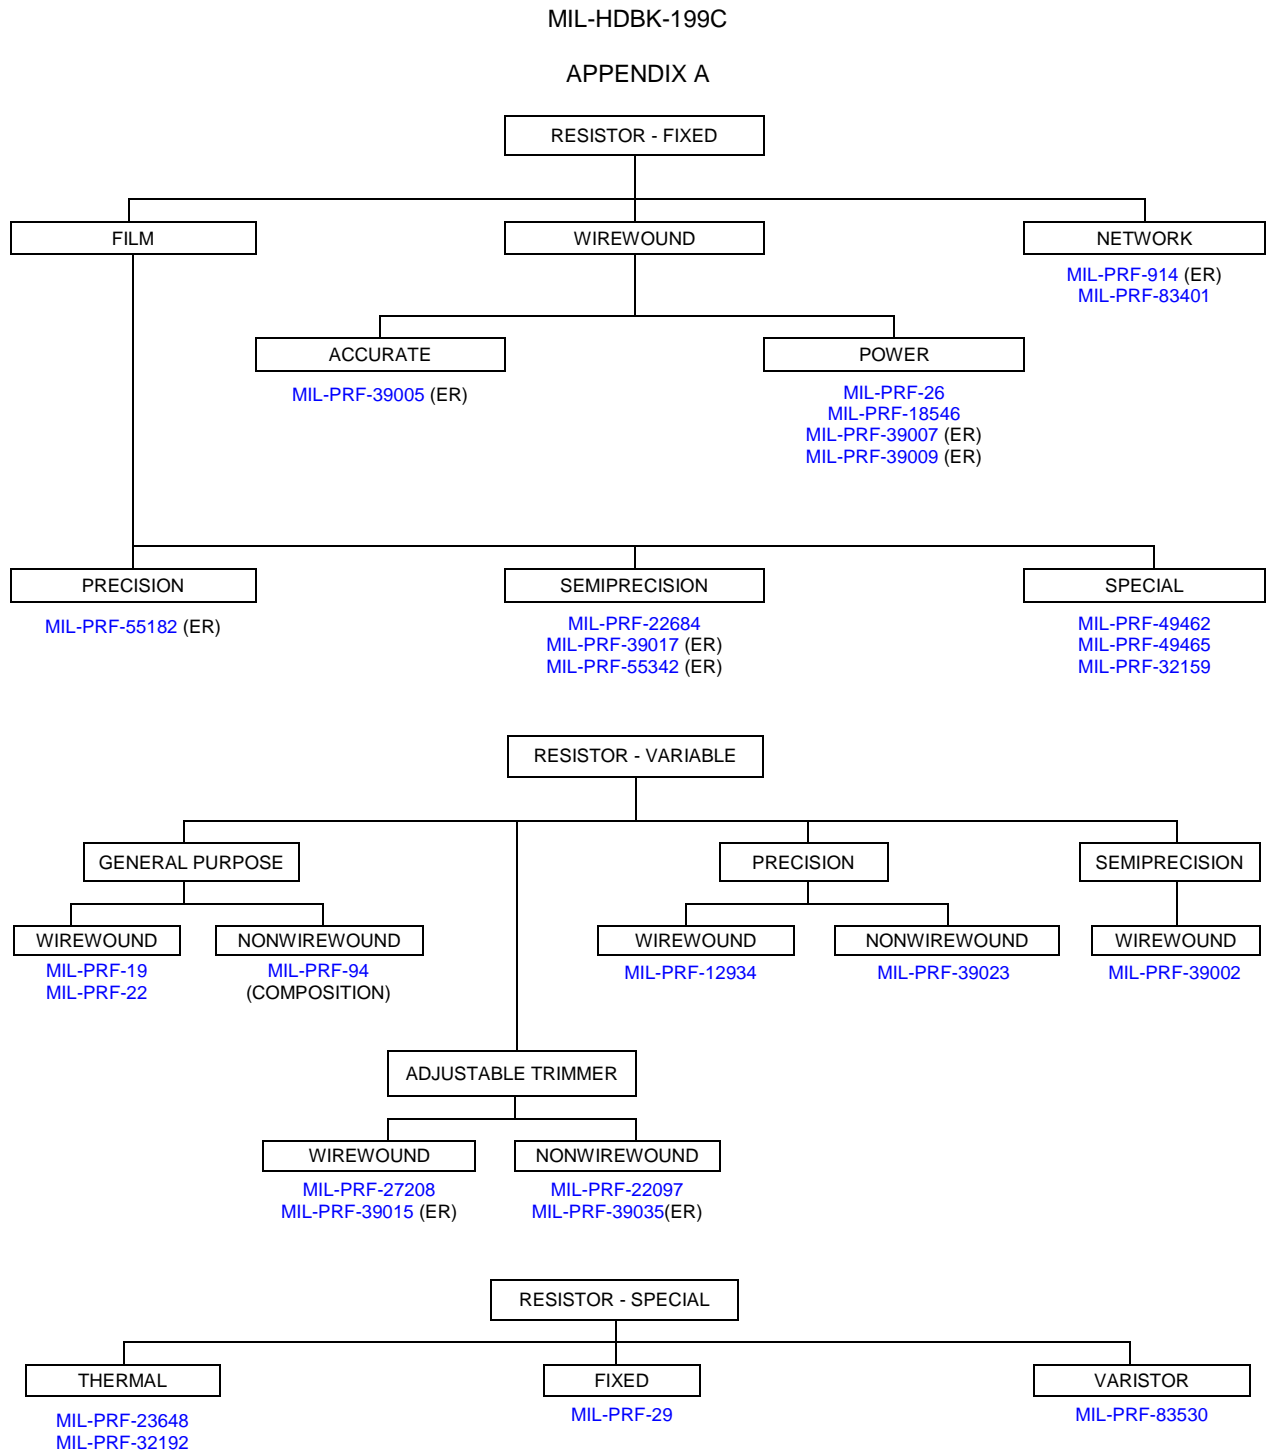 MIL-HDBK-199C
APPENDIX A
RESISTOR - FIXED
FILM
WIREWOUND
NETWORK
MIL-PRF-914 (ER)
MIL-PRF-83401
ACCURATE
MIL-PRF-39005 (ER)
POWER
MIL-PRF-26
MIL-PRF-18546
MIL-PRF-39007 (ER)
MIL-PRF-39009 (ER)
PRECISION
MIL-PRF-55182 (ER)
SEMIPRECISION
MIL-PRF-22684
MIL-PRF-39017 (ER)
MIL-PRF-55342 (ER)
SPECIAL
MIL-PRF-49462
MIL-PRF-49465
MIL-PRF-32159
RESISTOR - VARIABLE
GENERAL PURPOSE
PRECISION
SEMIPRECISION
WIREWOUND
MIL-PRF-19
MIL-PRF-22
NONWIREWOUND
MIL-PRF-94
(COMPOSITION)
WIREWOUND
MIL-PRF-12934
NONWIREWOUND
MIL-PRF-39023
WIREWOUND
MIL-PRF-39002
ADJUSTABLE TRIMMER
WIREWOUND
MIL-PRF-27208
MIL-PRF-39015 (ER)
NONWIREWOUND
MIL-PRF-22097
MIL-PRF-39035(ER)
RESISTOR - SPECIAL
THERMAL
MIL-PRF-23648
MIL-PRF-32192
FIXED
MIL-PRF-29
VARISTOR
MIL-PRF-83530